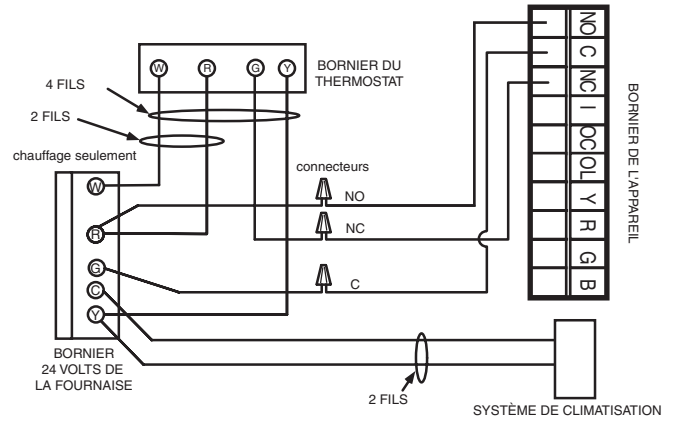 BORNIER DU
THERMOSTAT
W R G Y
4 FILS
2 FILS
chauffage seulement
connecteurs
NO
NC
C
W
R
G
C
Y
BORNIER
24 VOLTS DE
LA FOURNAISE
2 FILS
SYSTÈME DE CLIMATISATION
NO
C
NC
I
OC
OL
Y
R
G
B
BORNIER DE L'APPAREIL